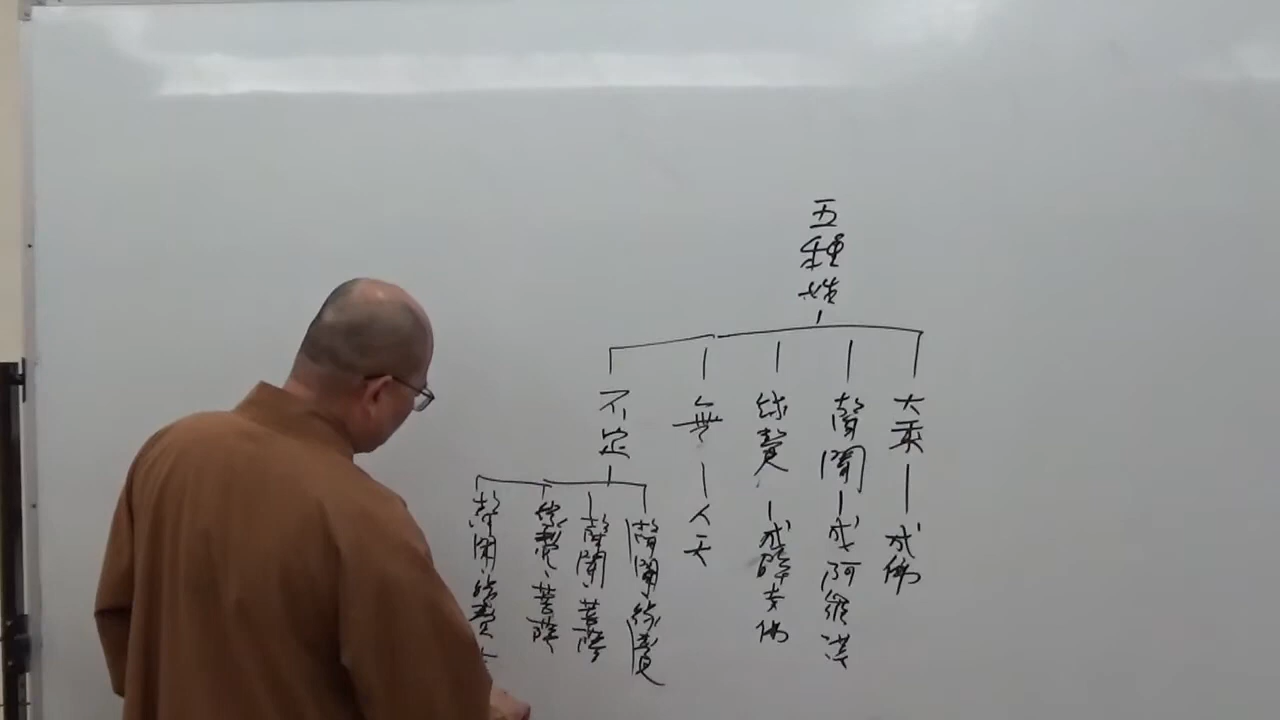 五種姓
大乘—成佛
聲聞—成阿羅漢
緣覺—成辟支佛
無—人天
不定
聲聞緣覺
聲聞、菩薩
緣覺、菩薩
聲聞、緣覺、